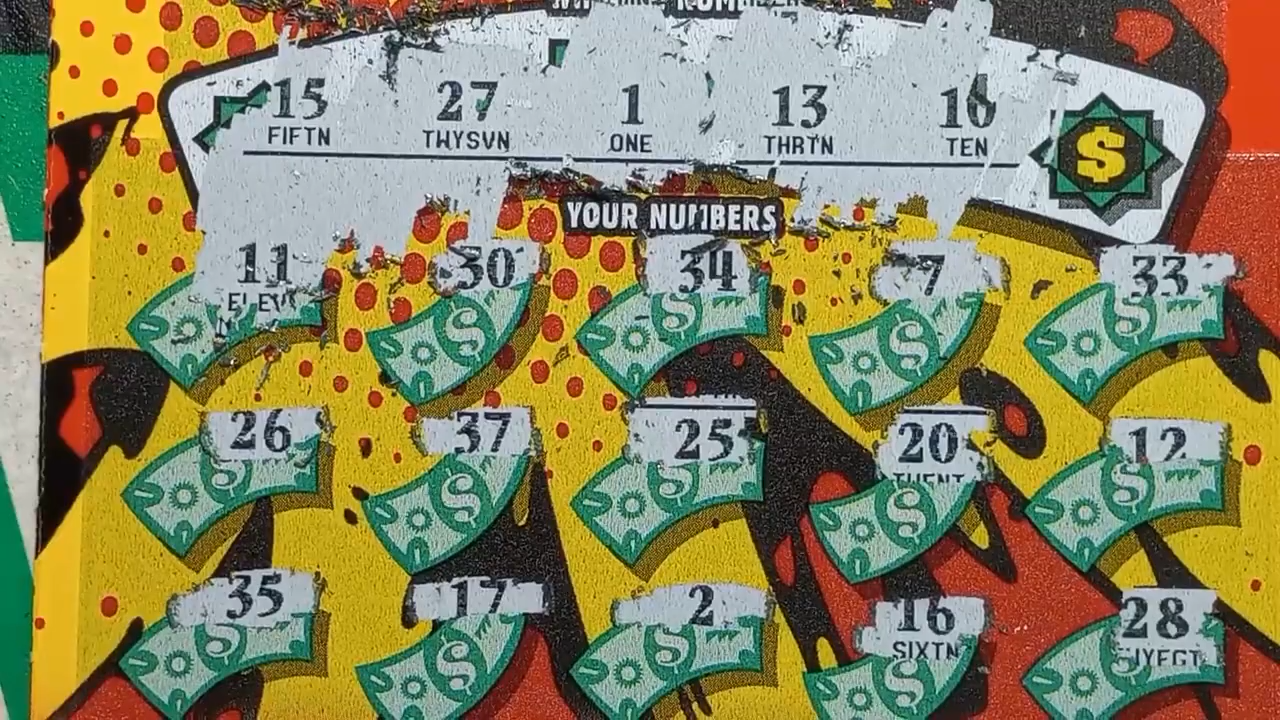 15 27 1 13 10
FIFTN TWYSVN ONE THRTN TEN
$
YOUR NUMBERS
11 30 34 7 33
26 37 25 20 12
35 17 2 16 28
SIXTN